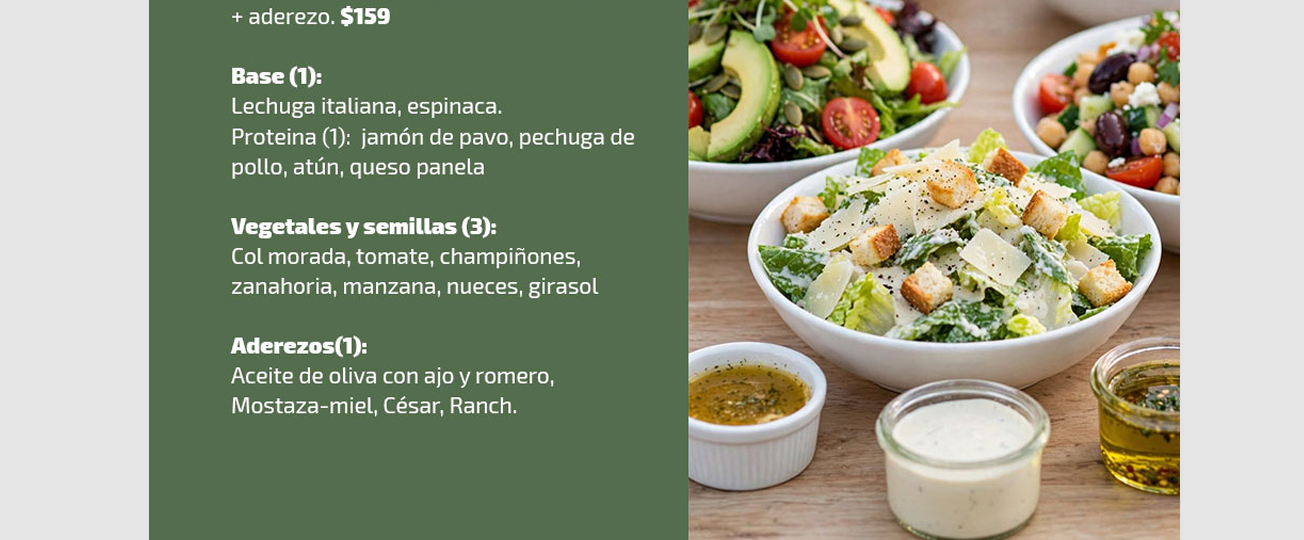 + aderezo. $159
Base (1):
Lechuga italiana, espinaca.
Proteina (1):  jamón de pavo, pechuga de
pollo, atún, queso panela
Vegetales y semillas (3):
Col morada, tomate, champiñones,
zanahoria, manzana, nueces, girasol
Aderezos(1):
Aceite de oliva con ajo y romero,
Mostaza-miel, César, Ranch.